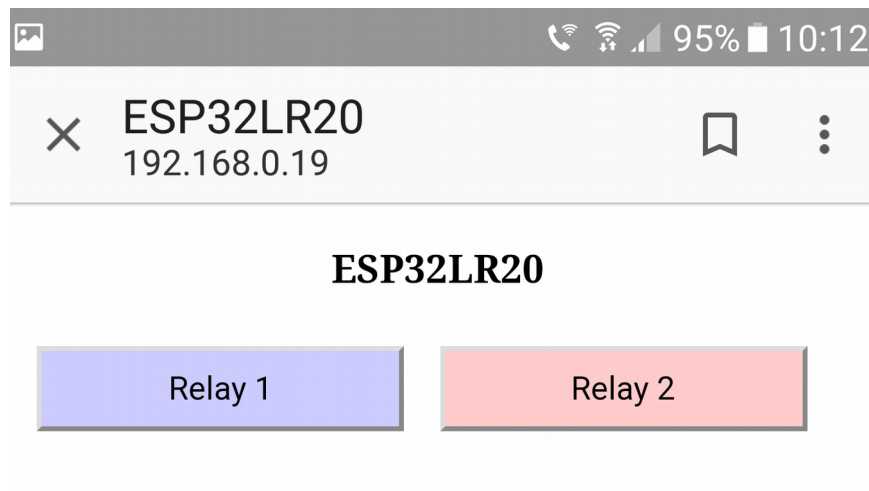 95% 10:12
ESP32LR20
192.168.0.19
ESP32LR20
Relay 1 Relay 2